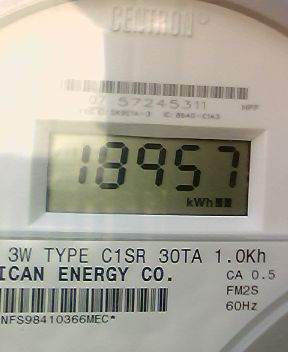 CENTRON®
07 57245311
18957
kWh
3W TYPE C1SR 30TA 1.0Kh
ICAN ENERGY CO.
CA 0.5
FM2S
60Hz
NFS98410366MEC*